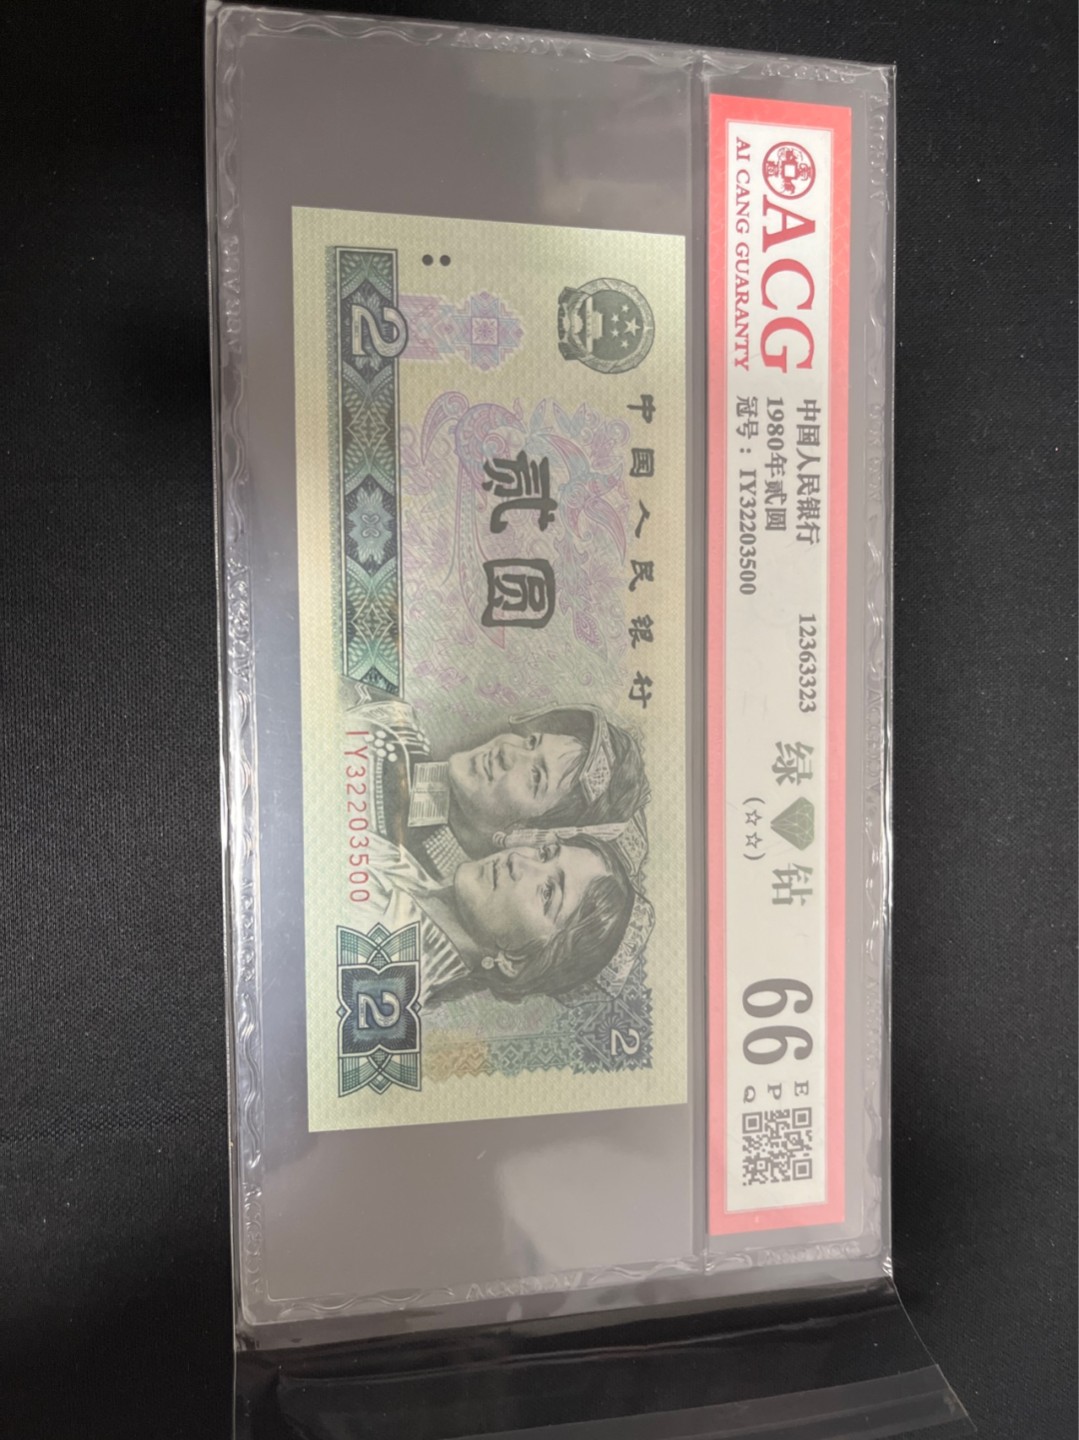 ACG
AI CANG GUARANTY
中国人民银行
1980年贰圆
冠号：IY32203500
12363323
绿 钻
(☆☆)
66
E
P
Q
中国人民银行
贰圆
2
IY32203500
2
2